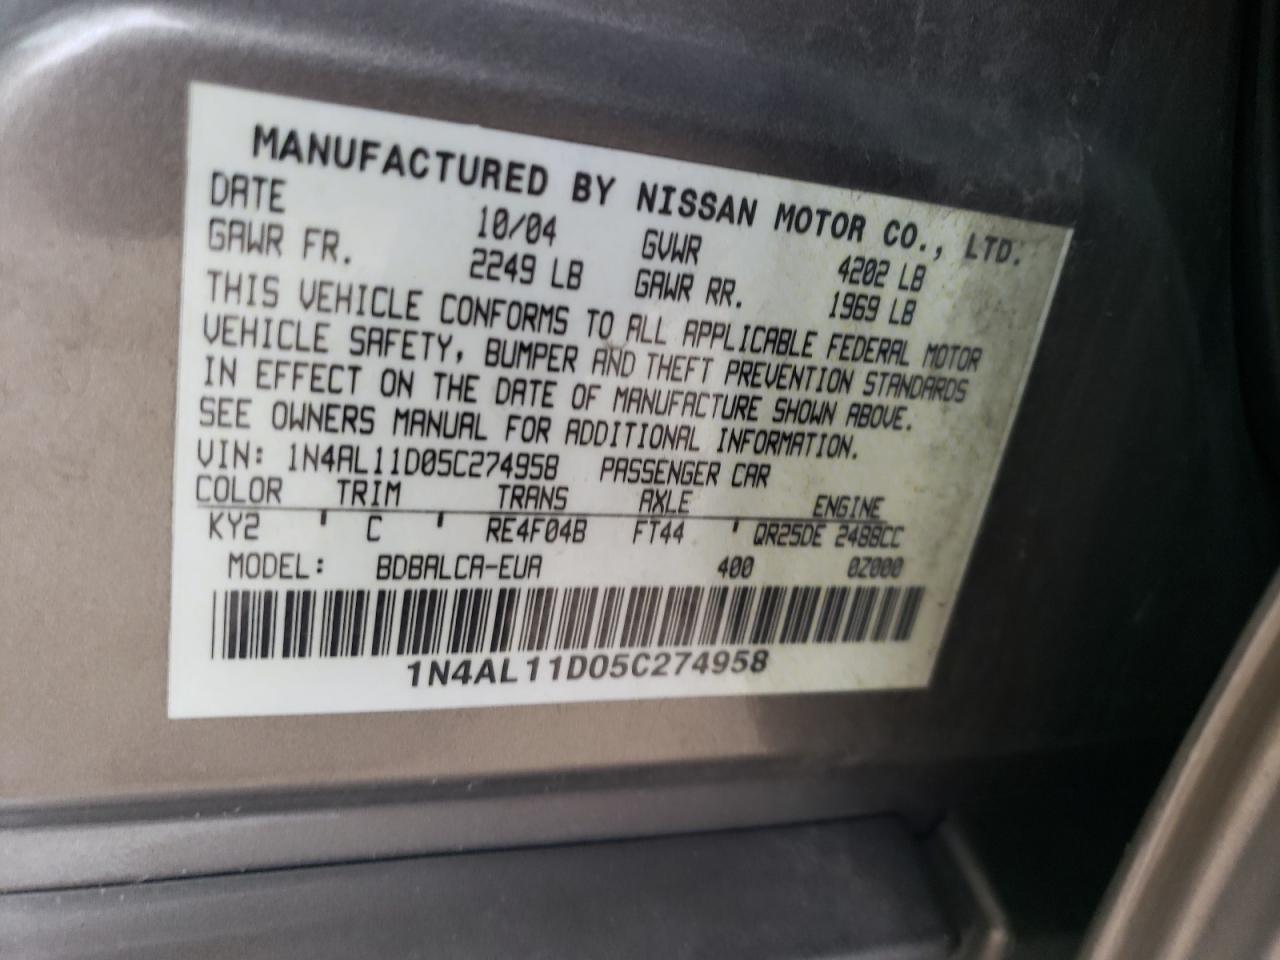 MANUFACTURED BY NISSAN MOTOR CO., LTD.
DATE 10/04 GVWR 4202 LB
GAWR FR. 2249 LB GAWR RR. 1969 LB
THIS VEHICLE CONFORMS TO ALL APPLICABLE FEDERAL MOTOR
VEHICLE SAFETY, BUMPER AND THEFT PREVENTION STANDARDS
IN EFFECT ON THE DATE OF MANUFACTURE SHOWN ABOVE.
SEE OWNERS MANUAL FOR ADDITIONAL INFORMATION.
VIN: 1N4AL11D05C274958 PASSENGER CAR
COLOR TRIM TRANS AXLE ENGINE
KY2 C RE4F04B FT44 QR25DE 2488CC
MODEL: BDBALCA-EUA 400 0Z000
1N4AL11D05C274958